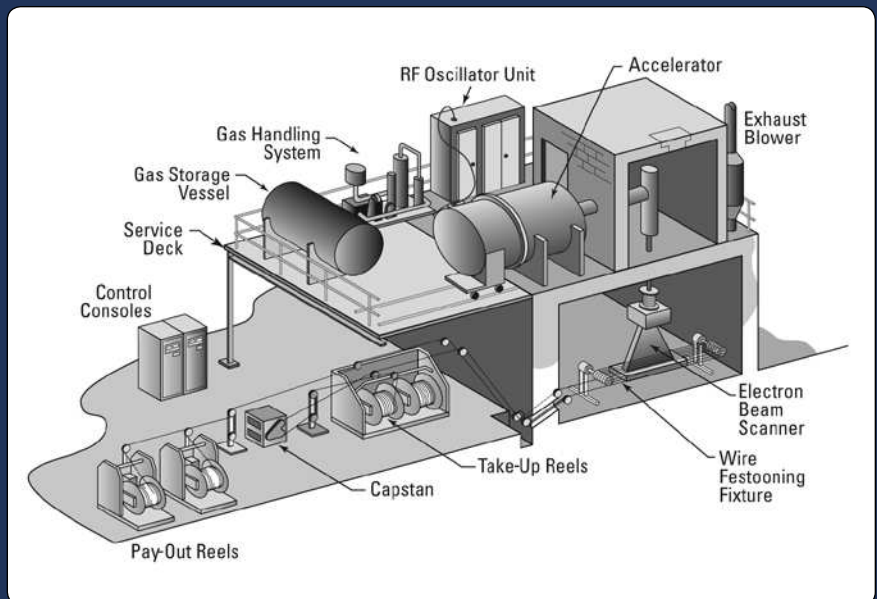 RF Oscillator Unit
Accelerator
Exhaust
Blower
Gas Handling
System
Gas Storage
Vessel
Service
Deck
Control
Consoles
Electron
Beam
Scanner
Take-Up Reels
Wire
Festooning
Fixture
Capstan
Pay-Out Reels